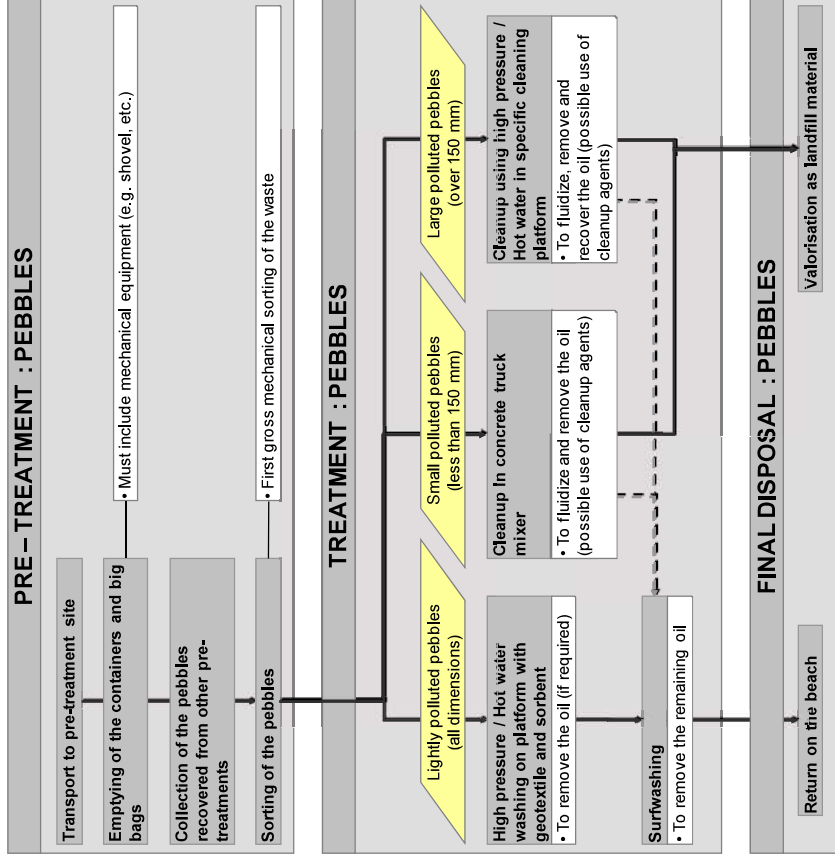 PRE – TREATMENT : PEBBLES
Transport to pre-treatment site
Emptying of the containers and big
bags
• Must include mechanical equipment (e.g. shovel, etc.)
Collection of the pebbles
recovered from other pre-
treatments
Sorting of the pebbles
• First gross mechanical sorting of the waste
TREATMENT : PEBBLES
Lightly polluted pebbles
(all dimensions)
Small polluted pebbles
(less than 150 mm)
Large polluted pebbles
(over 150 mm)
High pressure / Hot water
washing on platform with
geotextile and sorbent
• To remove the oil (if required)
Cleanup In concrete truck
mixer
• To fluidize and remove the oil
(possible use of cleanup agents)
Cleanup using high pressure /
Hot water in specific cleaning
platform
• To fluidize, remove and
recover the oil (possible use of
cleanup agents)
Surfwashing
• To remove the remaining oil
FINAL DISPOSAL : PEBBLES
Return on the beach
Valorisation as landfill material